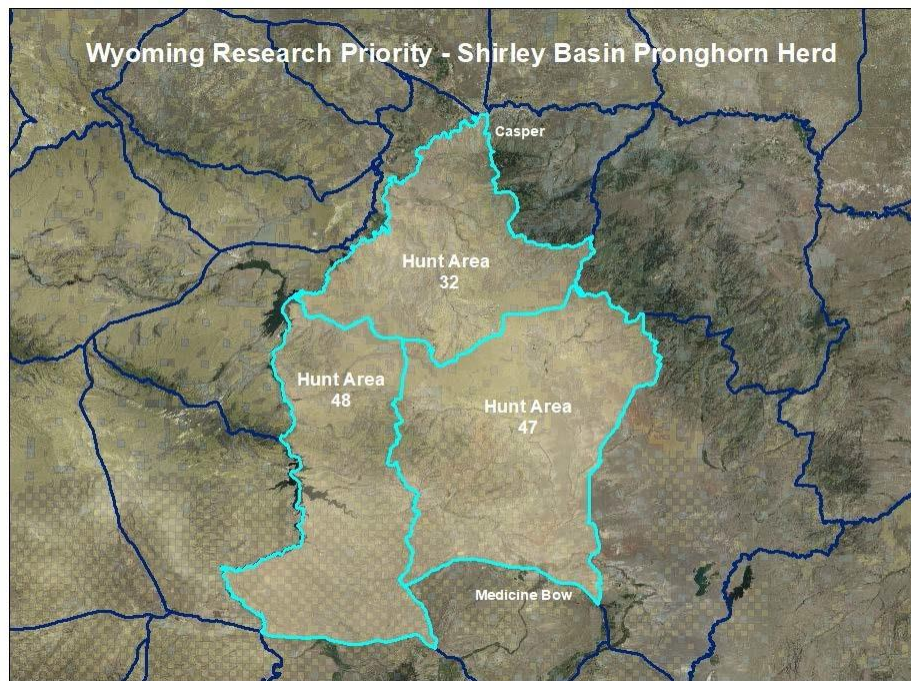 Wyoming Research Priority - Shirley Basin Pronghorn Herd
Casper
Hunt Area
32
Hunt Area
48
Hunt Area
47
Medicine Bow